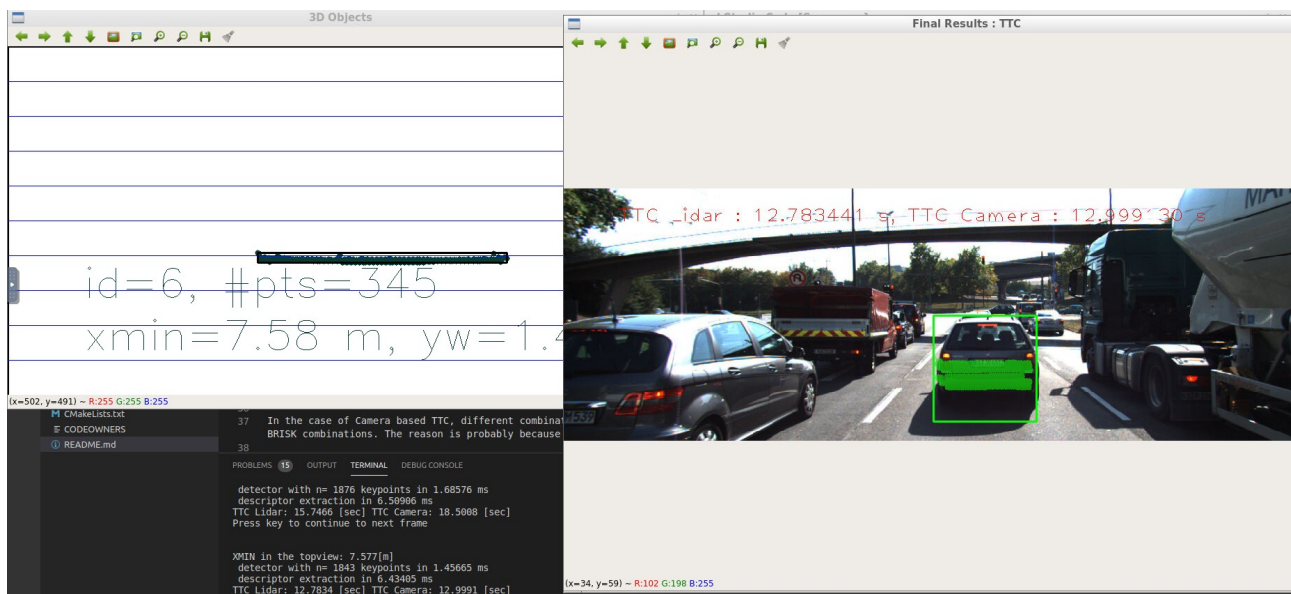 3D Objects
id=6, #pts=345
xmin=7.58 m, yw=1.4
(x=502, y=491) ~ R:255 G:255 B:255
CMakeLists.txt
CODEOWNERS
README.md
37 In the case of Camera based TTC, different combinat
BRISK combinations. The reason is probably because
38
PROBLEMS 15 OUTPUT TERMINAL DEBUG CONSOLE
detector with n= 1876 keypoints in 1.68576 ms
descriptor extraction in 6.50906 ms
TTC Lidar: 15.7466 [sec] TTC Camera: 18.5008 [sec]
Press key to continue to next frame
XMIN in the topview: 7.577[m]
detector with n= 1843 keypoints in 1.45665 ms
descriptor extraction in 6.43405 ms
TTC Lidar: 12.7834 [sec] TTC Camera: 12.9991 [sec]
Final Results : TTC
TTC Lidar : 12.783441 s, TTC Camera : 12.999130 s
(x=34, y=59) ~ R:102 G:198 B:255